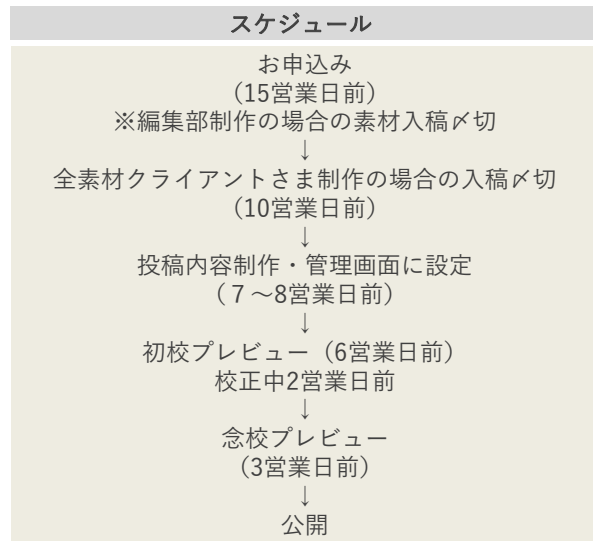 スケジュール
お申込み
(15営業日前)
※編集部制作の場合の素材入稿〆切
↓
全素材クライアントさま制作の場合の入稿〆切
(10営業日前)
↓
投稿内容制作・管理画面に設定
(７～8営業日前)
↓
初校プレビュー(6営業日前)
校正中2営業日前
↓
念校プレビュー
(3営業日前)
↓
公開